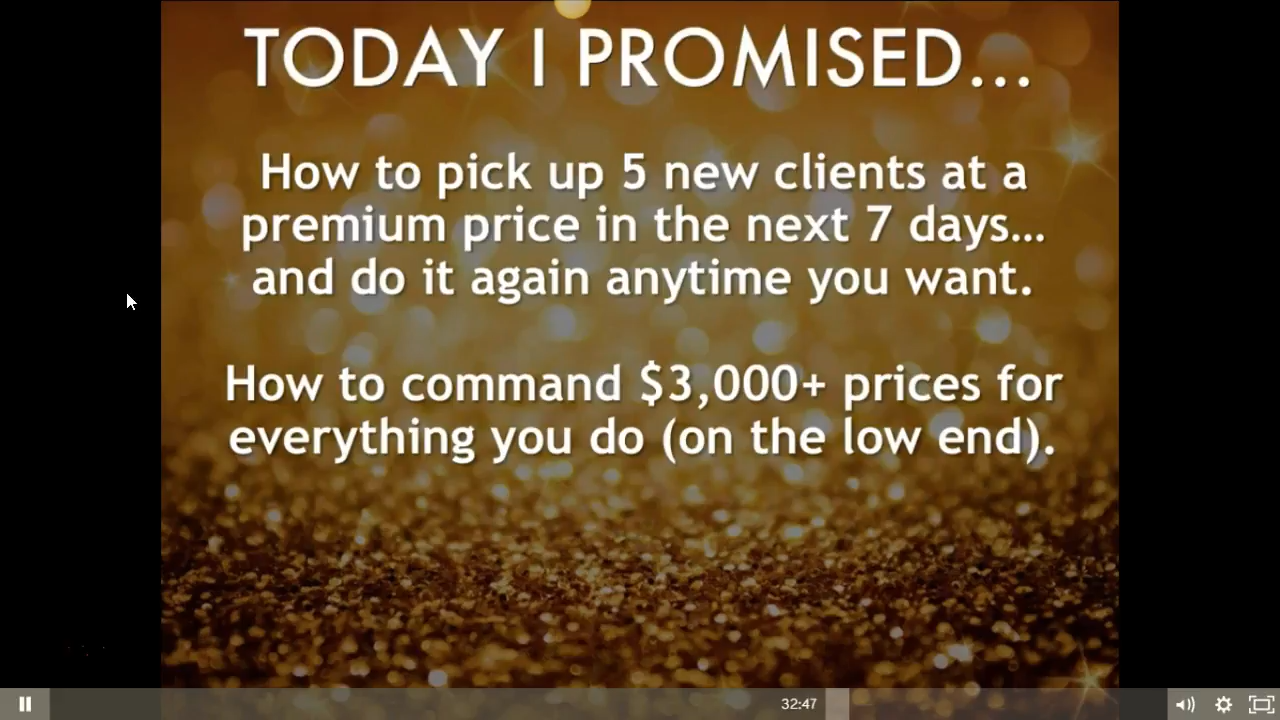 TODAY I PROMISED...
How to pick up 5 new clients at a
premium price in the next 7 days...
and do it again anytime you want.
How to command $3,000+ prices for
everything you do (on the low end).
32:47